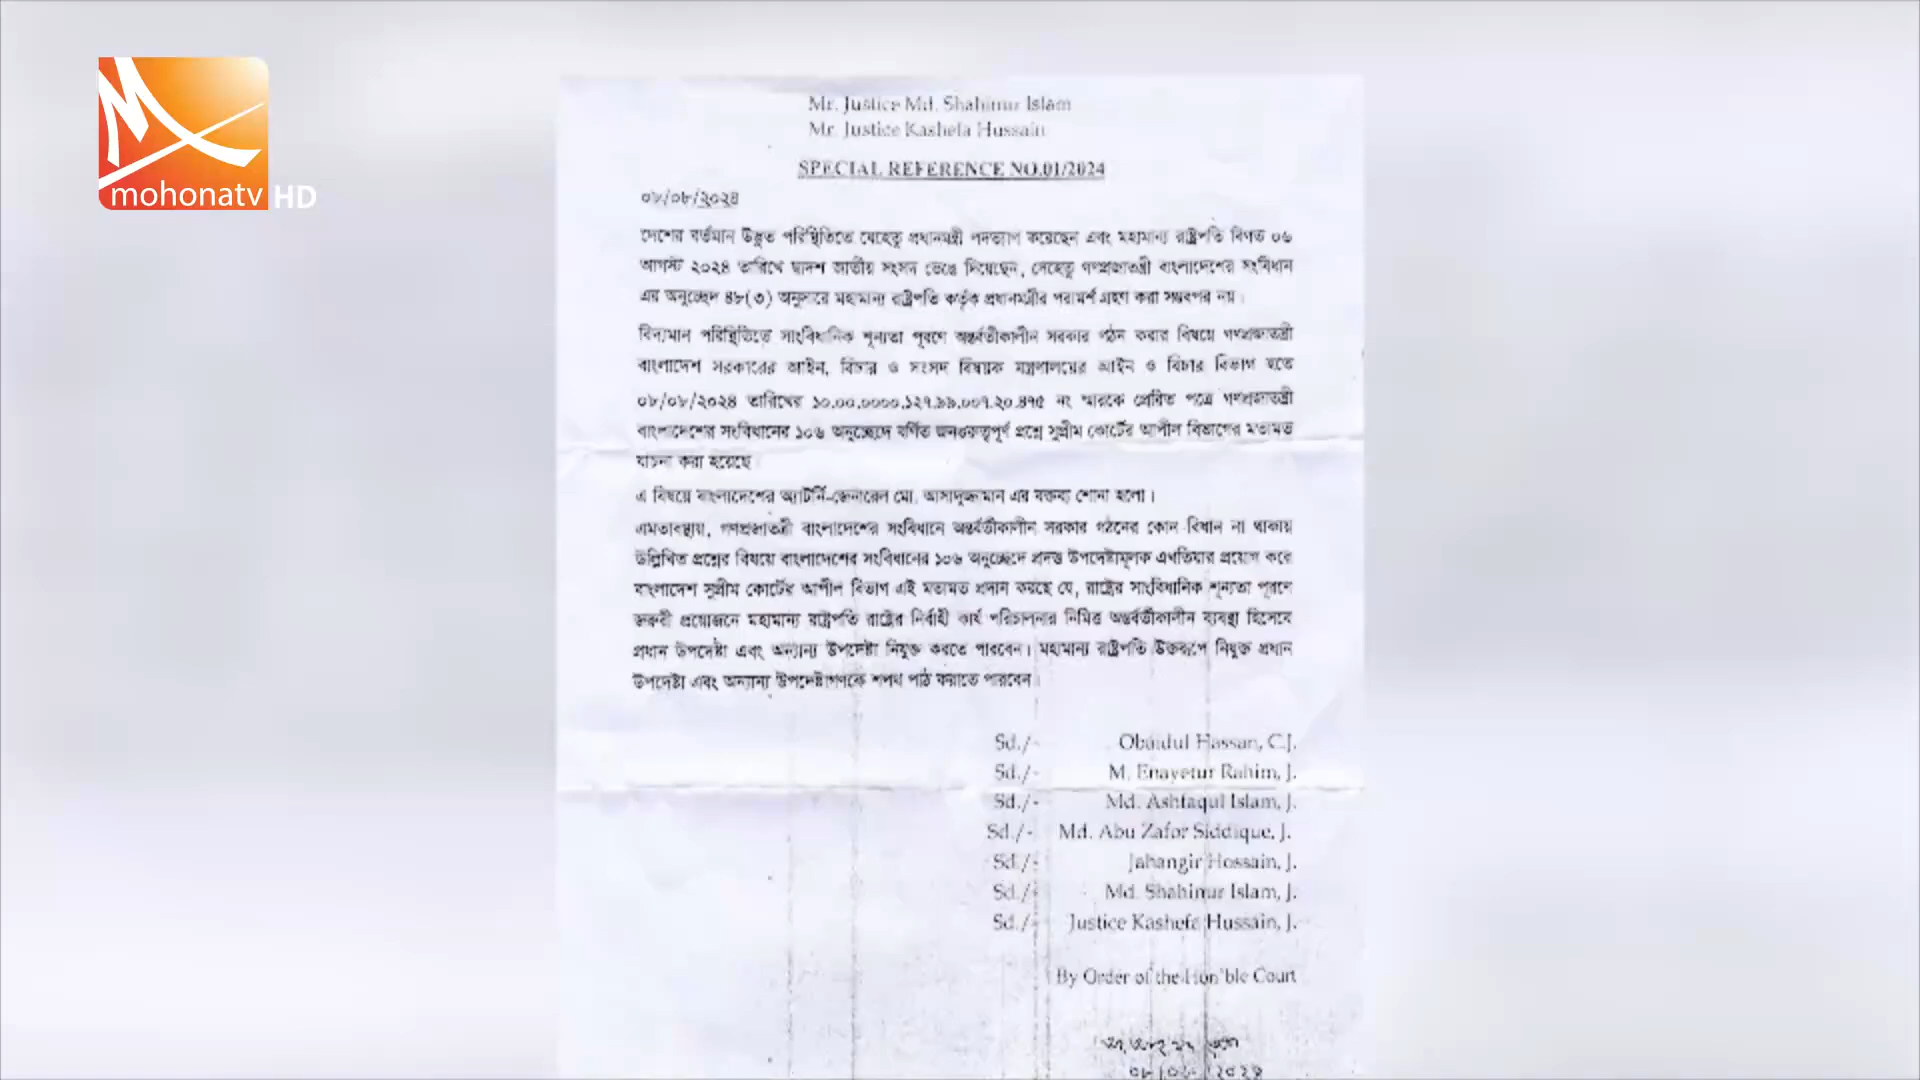 mohonatv HD
Mr. Justice Md. Shahinur Islam
Mr. Justice Kashefa Hussain
SPECIAL REFERENCE NO.01/2024
০৮/০৮/২০২৪
দেশের বর্তমান উদ্ভুত পরিস্থিতিতে যেহেতু প্রধানমন্ত্রী পদত্যাগ করেছেন এবং মহামান্য রাষ্ট্রপতি বিগত ০৬
আগস্ট ২০২৪ তারিখে দ্বাদশ জাতীয় সংসদ ভেঙে দিয়েছেন, সেহেতু গণপ্রজাতন্ত্রী বাংলাদেশের সংবিধান
এর অনুচ্ছেদ ৪৮(৩) অনুসারে মহামান্য রাষ্ট্রপতি কর্তৃক প্রধানমন্ত্রীর পরামর্শ গ্রহণ করা সম্ভবপর নয়।
বিদ্যমান পরিস্থিতিতে সাংবিধানিক শূন্যতা পূরণে অন্তর্বর্তীকালীন সরকার গঠন করার বিষয়ে গণপ্রজাতন্ত্রী
বাংলাদেশ সরকারের আইন, বিচার ও সংসদ বিষয়ক মন্ত্রণালয়ের আইন ও বিচার বিভাগ হতে
০৮/০৮/২০২৪ তারিখের ১০.০০.০০০০.১২৭.৯৯.০০৭.২০.৪৭৫ নং স্মারকে প্রেরিত পত্রে গণপ্রজাতন্ত্রী
বাংলাদেশের সংবিধানের ১০৬ অনুচ্ছেদে বর্ণিত জনগুরুত্বপূর্ণ প্রশ্নে সুপ্রীম কোর্টের আপীল বিভাগের মতামত
যাচনা করা হয়েছে
এ বিষয়ে বাংলাদেশের অ্যাটর্নি-জেনারেল মো. আসাদুজ্জামান এর বক্তব্য শোনা হলো।
এমতাবস্থায়, গণপ্রজাতন্ত্রী বাংলাদেশের সংবিধানে অন্তর্বর্তীকালীন সরকার গঠনের কোন বিধান না থাকায়
উল্লিখিত প্রশ্নের বিষয়ে বাংলাদেশের সংবিধানের ১০৬ অনুচ্ছেদে প্রদত্ত উপদেষ্টামূলক এখতিয়ার প্রয়োগ করে
বাংলাদেশ সুপ্রীম কোর্টের আপীল বিভাগ এই মতামত প্রদান করছে যে, রাষ্ট্রের সাংবিধানিক শূন্যতা পূরণে
জরুরী প্রয়োজনে মহামান্য রাষ্ট্রপতি রাষ্ট্রের নির্বাহী কার্য পরিচালনার নিমিত্ত অন্তর্বর্তীকালীন ব্যবস্থা হিসেবে
প্রধান উপদেষ্টা এবং অন্যান্য উপদেষ্টা নিযুক্ত করতে পারবেন। মহামান্য রাষ্ট্রপতি উক্তরূপে নিযুক্ত প্রধান
উপদেষ্টা এবং অন্যান্য উপদেষ্টাগণকে শপথ পাঠ করাতে পারবেন।
Sd./- Obaidul Hassan, C.J.
Sd./- M. Enayetur Rahim, J.
Sd./- Md. Ashfaqul Islam, J.
Sd./- Md. Abu Zafor Siddique, J.
Sd./- Jahangir Hossain, J.
Sd./- Md. Shahinur Islam, J.
Sd./- Justice Kashefa Hussain, J.
By Order of the Hon'ble Court